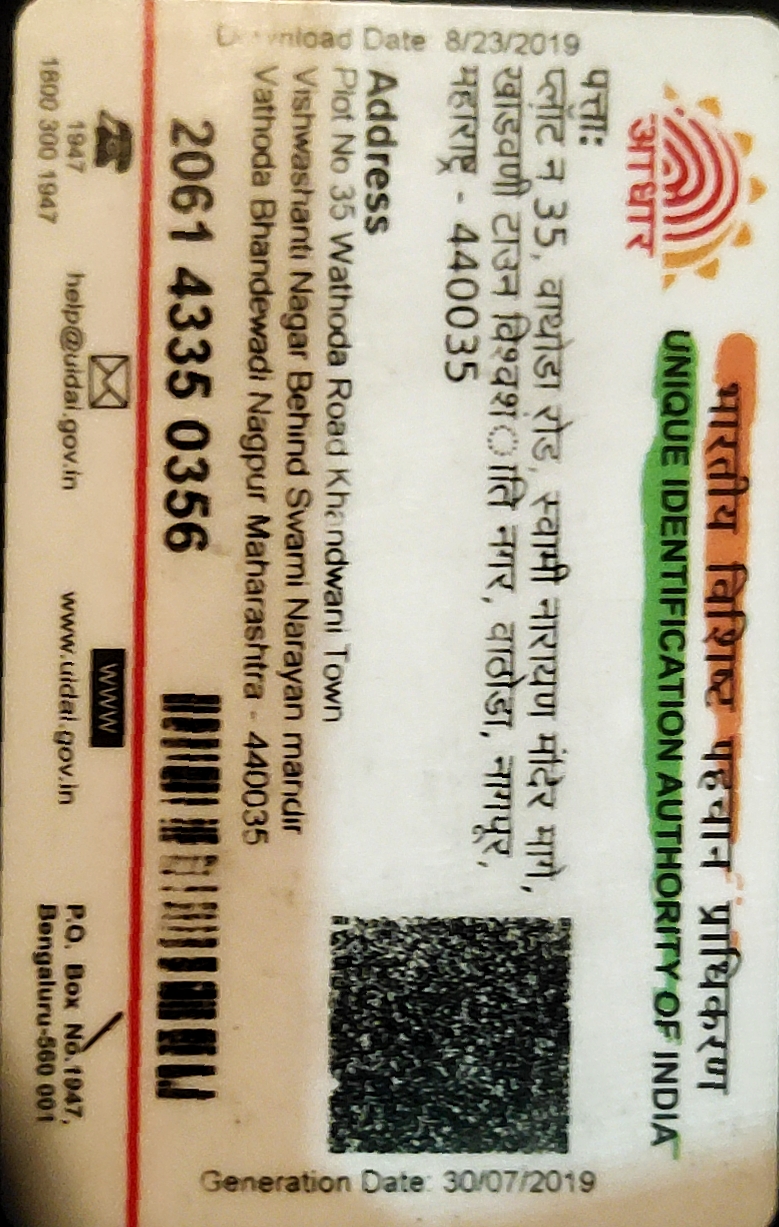 भारतीय विशिष्ट पहचान प्राधिकरण
UNIQUE IDENTIFICATION AUTHORITY OF INDIA
आधार
पत्ता:
प्लॉट न 35, वाथोडा रोड, स्वामी नारायण मंदिर मागे,
खांडवणी टाउन विश्वशांति नगर, वाठोडा, नागपूर,
महाराष्ट्र - 440035
Address
Plot No 35 Wathoda Road Khandwani Town
Vishwashanti Nagar Behind Swami Narayan mandir
Vathoda Bhandewadi Nagpur Maharashtra - 440035
2061 4335 0356
Download Date: 8/23/2019
Generation Date: 30/07/2019
WWW
1947
1800 300 1947
help@uidai.gov.in
www.uidai.gov.in
P.O. Box No.1947,
Bengaluru-560 001